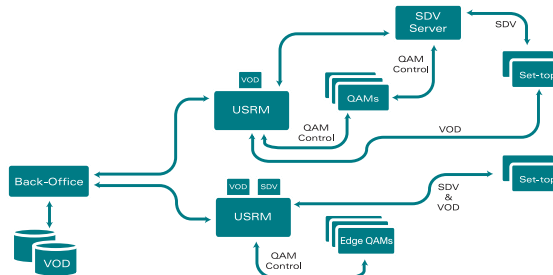 SDV
Server
SDV
VOD
QAM
Control
Set-top
USRM
QAMs
QAM
Control
VOD
Back-Office
VOD
SDV
Set-top
USRM
SDV
&
VOD
Edge QAMs
VOD
QAM
Control